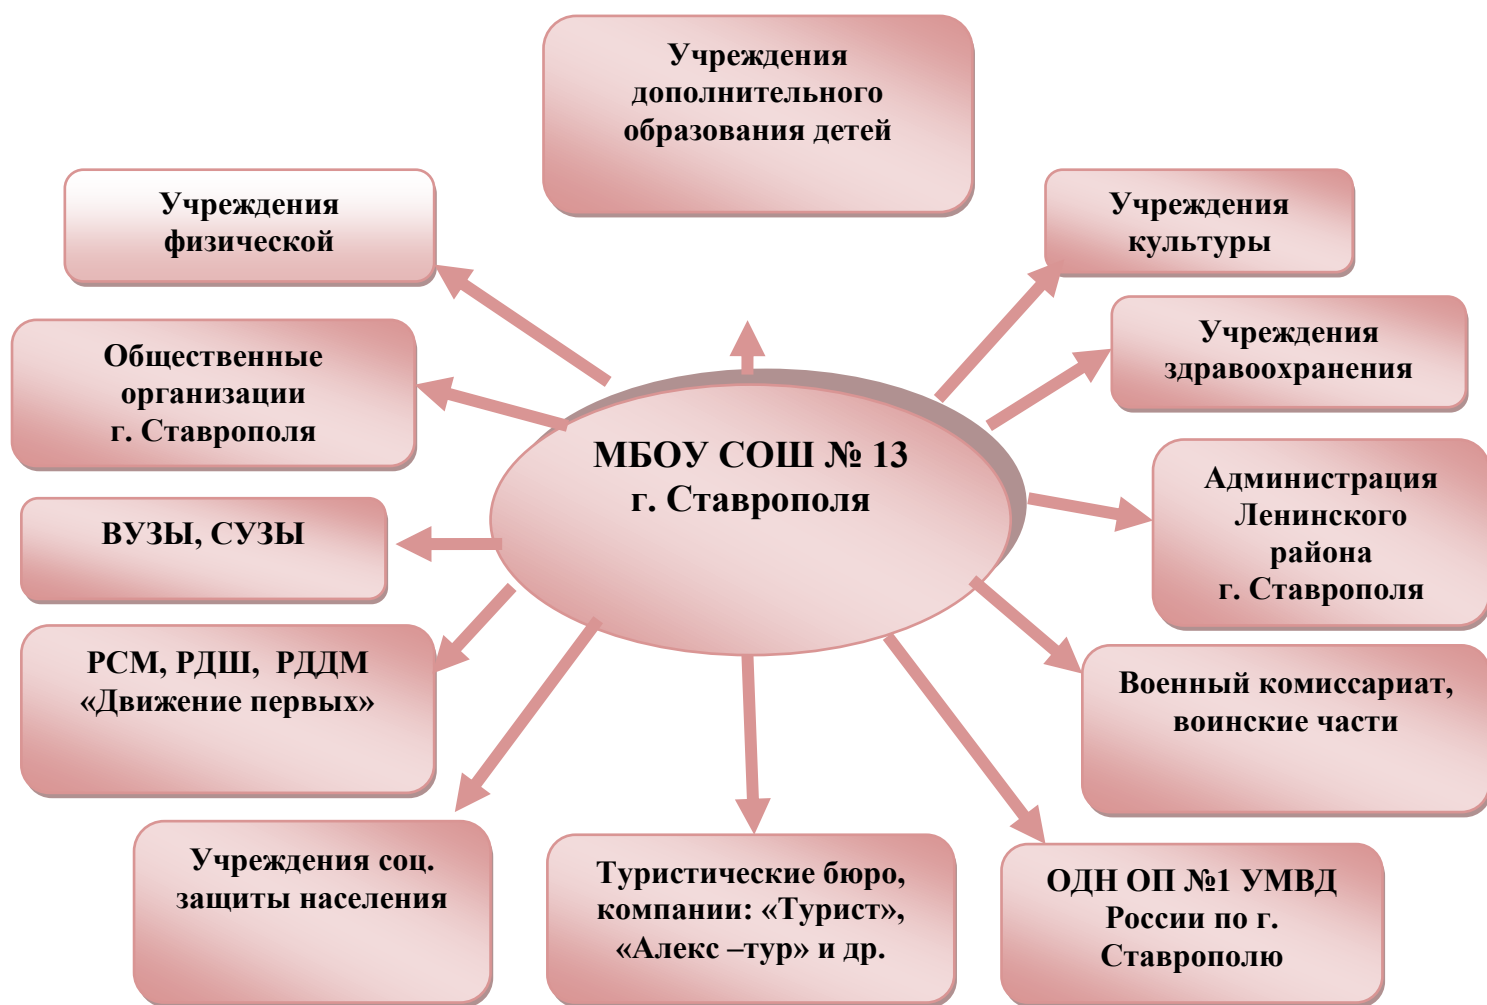 Учреждения
дополнительного
образования детей
Учреждения
физической
Учреждения
культуры
Общественные
организации
г. Ставрополя
Учреждения
здравоохранения
МБОУ СОШ № 13
г. Ставрополя
Администрация
Ленинского
района
г. Ставрополя
ВУЗЫ, СУЗЫ
РСМ, РДШ, РДДМ
«Движение первых»
Военный комиссариат,
воинские части
Учреждения соц.
защиты населения
Туристические бюро,
компании: «Турист»,
«Алекс –тур» и др.
ОДН ОП №1 УМВД
России по г.
Ставрополю